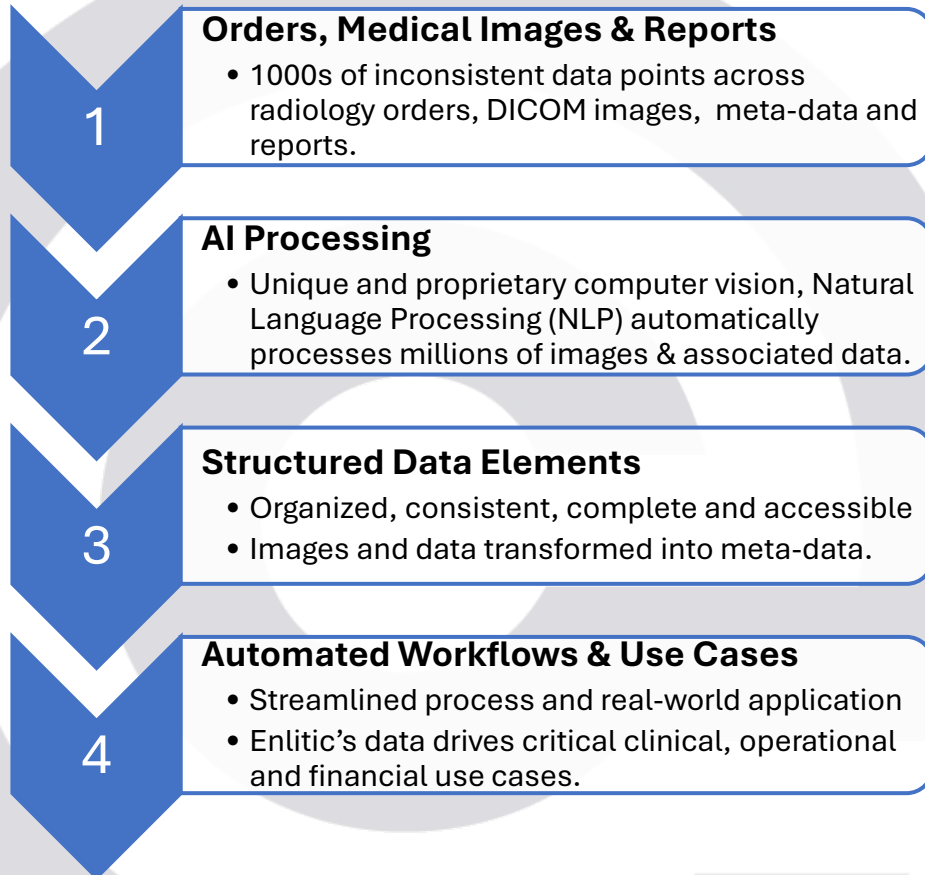 1
Orders, Medical Images & Reports
• 1000s of inconsistent data points across
radiology orders, DICOM images, meta-data and
reports.
2
AI Processing
• Unique and proprietary computer vision, Natural
Language Processing (NLP) automatically
processes millions of images & associated data.
3
Structured Data Elements
• Organized, consistent, complete and accessible
• Images and data transformed into meta-data.
4
Automated Workflows & Use Cases
• Streamlined process and real-world application
• Enlitic’s data drives critical clinical, operational
and financial use cases.